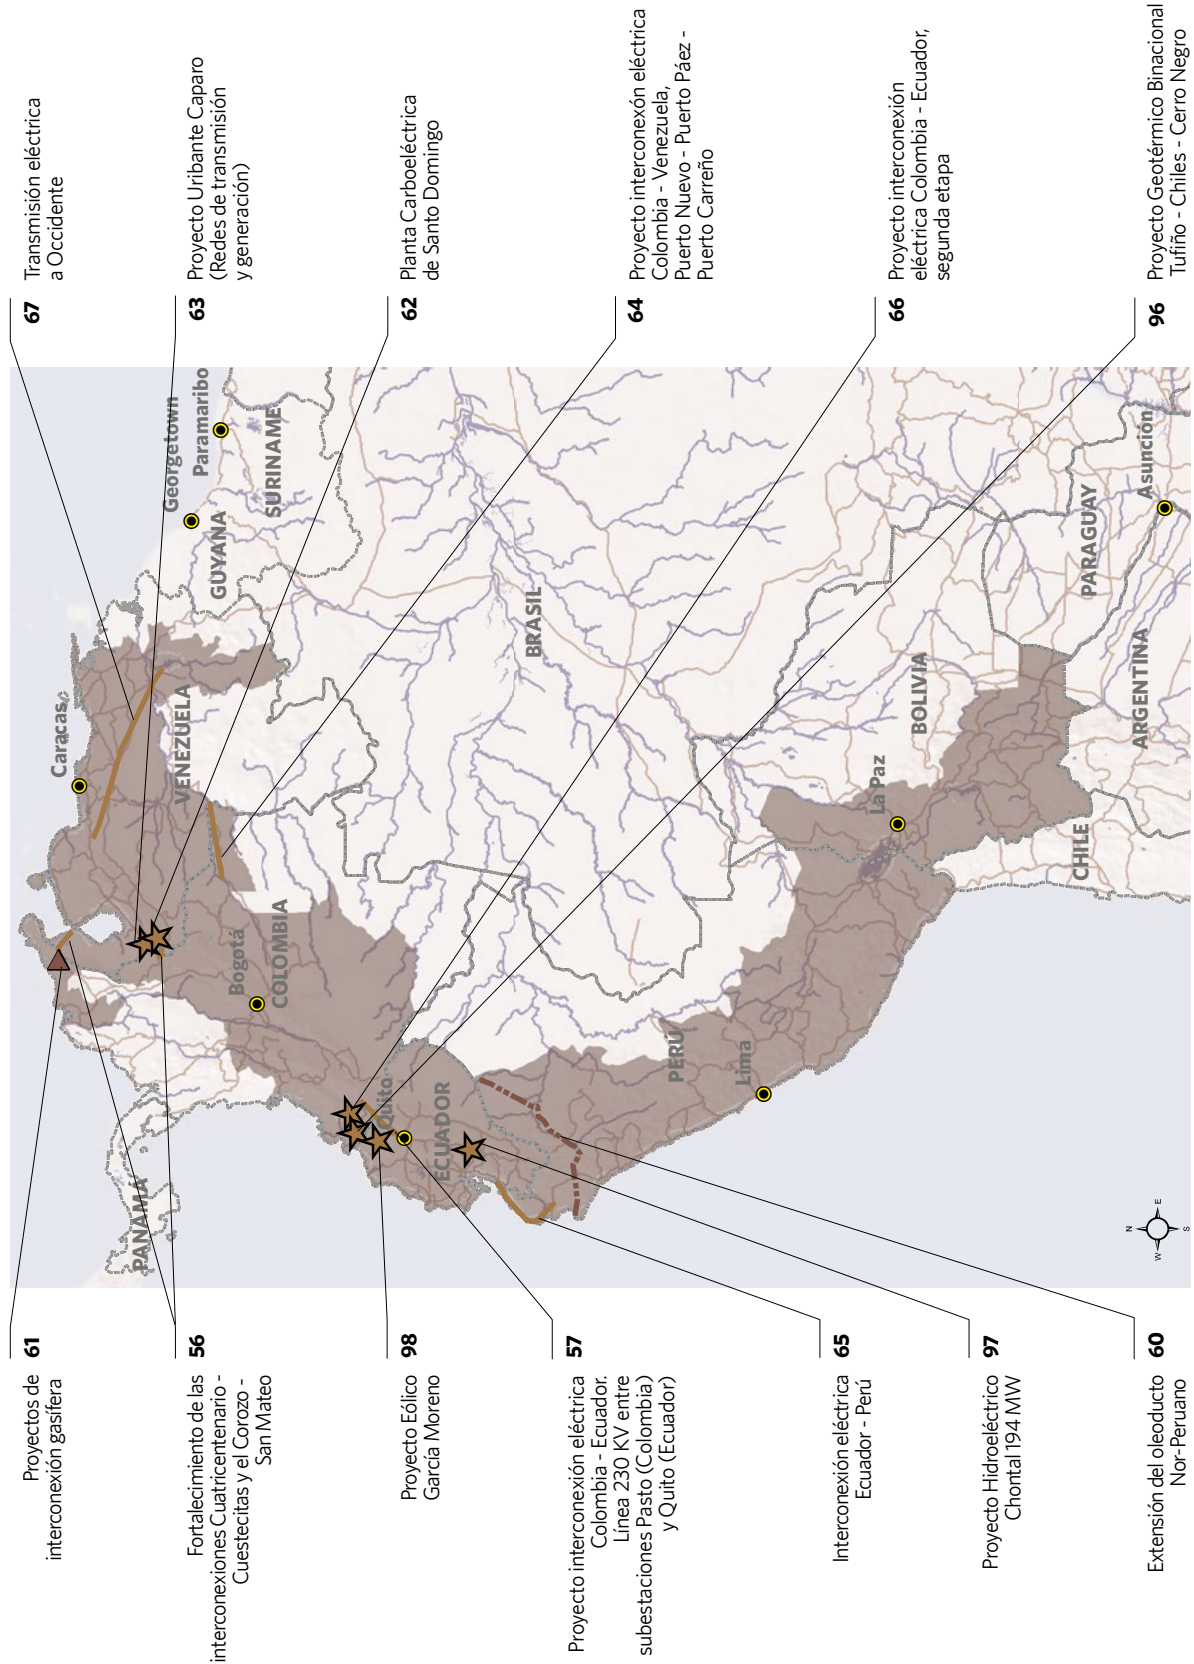 61
Proyectos de
interconexión gasífera
56
Fortalecimiento de las
interconexiones Cuatricentenario -
Cuestecitas y el Corozo -
San Mateo
98
Proyecto Eólico
García Moreno
57
Proyecto interconexión eléctrica
Colombia - Ecuador.
Línea 230 KV entre
subestaciones Pasto (Colombia)
y Quito (Ecuador)
65
Interconexión eléctrica
Ecuador - Perú
97
Proyecto Hidroeléctrico
Chontal 194 MW
60
Extensión del oleoducto
Nor-Peruano
PANAMÁ
Caracas
VENEZUELA
Georgetown
Paramaribo
GUYANA
SURINAME
Bogotá
COLOMBIA
Quito
ECUADOR
BRASIL
PERÚ
Lima
La Paz
BOLIVIA
CHILE
PARAGUAY
Asunción
ARGENTINA
N
W
E
S
67
Transmisión eléctrica
a Occidente
63
Proyecto Uribante Caparo
(Redes de transmisión
y generación)
62
Planta Carboeléctrica
de Santo Domingo
64
Proyecto interconexón eléctrica
Colombia - Venezuela,
Puerto Nuevo - Puerto Páez -
Puerto Carreño
66
Proyecto interconexión
eléctrica Colombia - Ecuador,
segunda etapa
96
Proyecto Geotérmico Binacional
Tufiño - Chiles - Cerro Negro